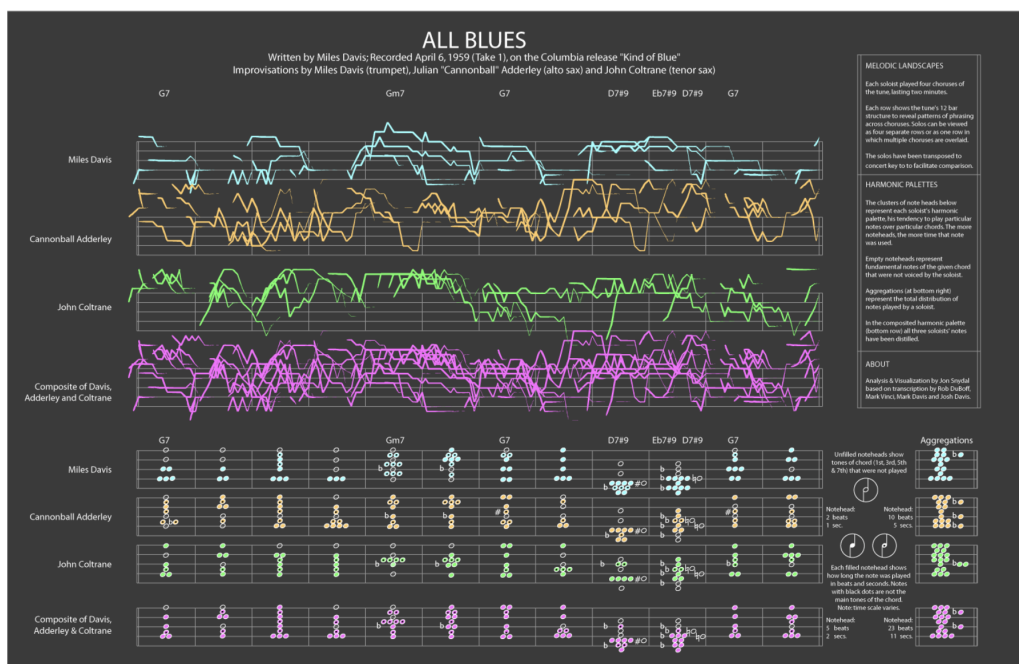 ALL BLUES
Written by Miles Davis; Recorded April 6, 1959 (Take 1), on the Columbia release "Kind of Blue"
Improvisations by Miles Davis (trumpet), Julian "Cannonball" Adderley (alto sax) and John Coltrane (tenor sax)
G7 Gm7 G7 D7#9 Eb7#9 D7#9 G7
Miles Davis
Cannonball Adderley
John Coltrane
Composite of Davis,
Adderley and Coltrane
MELODIC LANDSCAPES
Each soloist played four choruses of
the tune, lasting two minutes.
Each row shows the tune's 12 bar
structure to reveal patterns of phrasing
across choruses. Solos can be viewed
as four separate rows or as one row in
which multiple choruses are overlaid.
The solos have been transposed to
concert key to to facilitate comparison.
HARMONIC PALETTES
The clusters of note heads below
represent each soloist's harmonic
palette, his tendency to play particular
notes over particular chords. The more
noteheads, the more time that note
was used.
Empty noteheads represent
fundamental notes of the given chord
that were not voiced by the soloist.
Aggregations (at bottom right)
represent the total distribution of
notes played by a soloist.
In the composited harmonic palette
(bottom row) all three soloists' notes
have been distilled.
ABOUT
Analysis & Visualization by Jon Snydal
based on transcription by Rob DuBoff,
Mark Vinci, Mark Davis and Josh Davis.
G7 Gm7 G7 D7#9 Eb7#9 D7#9 G7 Aggregations
Miles Davis
Cannonball Adderley
John Coltrane
Composite of Davis,
Adderley & Coltrane
Unfilled noteheads show
tones of chord (1st, 3rd, 5th
& 7th) that were not played
Notehead:
2 beats
1 sec.
Notehead:
10 beats
5 sec.
Each filled notehead shows
how long the note was played
in beats and seconds. Notes
with black dots are not the
main tones of the chord.
Note time scale varies.
Notehead:
5 beats
2 secs.
Notehead:
23 beats
11 secs.